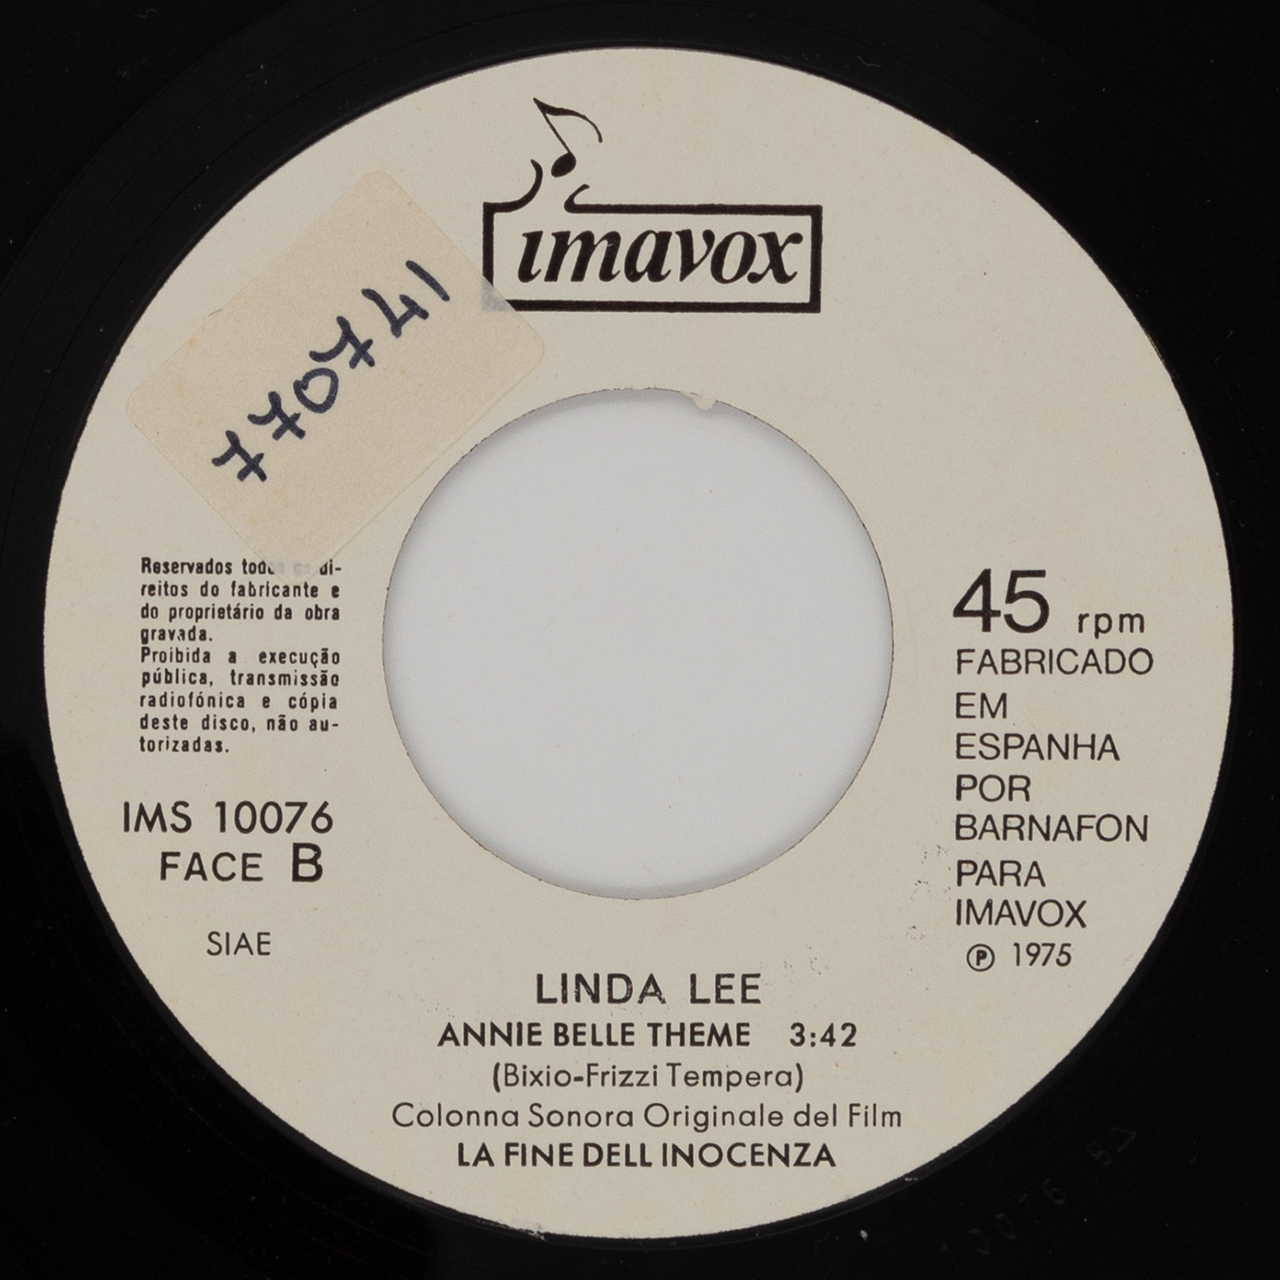 imavox
770741
Reservados todos os di-
reitos do fabricante e
do proprietário da obra
gravada.
Proibida a execução
pública, transmissão
radiofónica e cópia
deste disco, não au-
torizadas.
IMS 10076
FACE B
SIAE
45 rpm
FABRICADO
EM
ESPANHA
POR
BARNAFON
PARA
IMAVOX
Ⓟ 1975
LINDA LEE
ANNIE BELLE THEME 3:42
(Bixio-Frizzi Tempera)
Colonna Sonora Originale del Film
LA FINE DELL INOCENZA